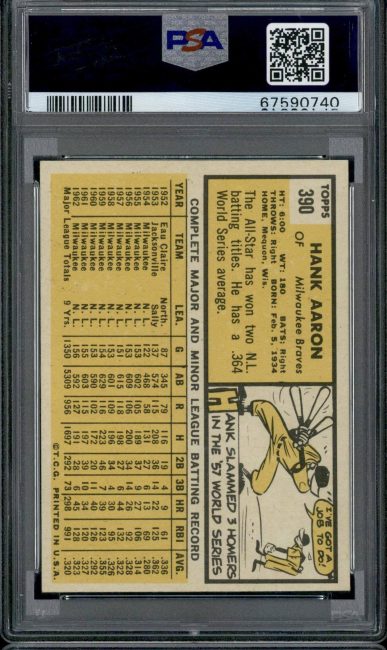 PSA
67590740
TOPPS
390
HANK AARON
OF Milwaukee Braves
HT: 6:00 WT: 180 BATS: Right
THROWS: Right BORN: Feb. 5, 1934
HOME: Mequon, Wis.
The All-Star has won two N.L.
batting titles. He has a .364
World Series average.
I'VE GOT A
JOB TO DO!
HANK SLAMMED 3 HOMERS
IN THE '57 WORLD SERIES
COMPLETE MAJOR AND MINOR LEAGUE BATTING RECORD
YEAR TEAM LEA. G AB R H 2B 3B HR RBI AVG.
1952 Eau Claire North. 87 345 79 116 19 4 9 61 .336
1953 Jacksonville Sally 137 574 115 208 36 14 22 125 .362
1954 Milwaukee N. L. 122 468 58 131 27 6 13 69 .280
1955 Milwaukee N. L. 153 602 105 189 37 9 27 106 .314
1956 Milwaukee N. L. 153 609 106 200 34 14 26 92 .328
1957 Milwaukee N. L. 151 615 118 198 27 6 44 132 .322
1958 Milwaukee N. L. 153 601 109 196 34 4 30 95 .326
1959 Milwaukee N. L. 154 629 116 223 46 7 39 123 .355
1960 Milwaukee N. L. 153 590 102 172 20 11 40 126 .292
1961 Milwaukee N. L. 155 603 115 197 39 10 34 120 .327
1962 Milwaukee N. L. 156 592 127 191 28 6 45 128 .323
Major League Totals 9 Yrs. 1350 5309 956 1697 292 73 298 991 .320
© T.C.G. PRINTED IN U.S.A.